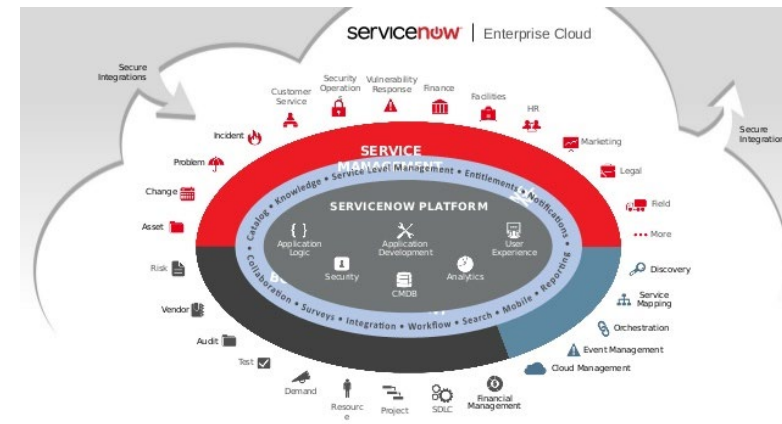 servicenow | Enterprise Cloud
Secure
Integrations
Secure
Integration
Customer
Service
Security
Operation
Vulnerability
Response
Finance
Facilities
HR
Marketing
Legal
Field
More
Incident
Problem
Change
Asset
Risk
Vendor
Audit
Test
Demand
Resourc
e
Project
SDLC
Financial
Management
Discovery
Service
Mapping
Orchestration
Event Management
Cloud Management
SERVICE
MANAGEMENT
• Catalog • Knowledge • Service Level Management • Entitlements • Notifications •
Collaboration • Surveys • Integration • Workflow • Search • Mobile • Reporting
SERVICENOW PLATFORM
{ }
Application
Logic
Application
Development
User
Experience
Security
CMDB
Analytics